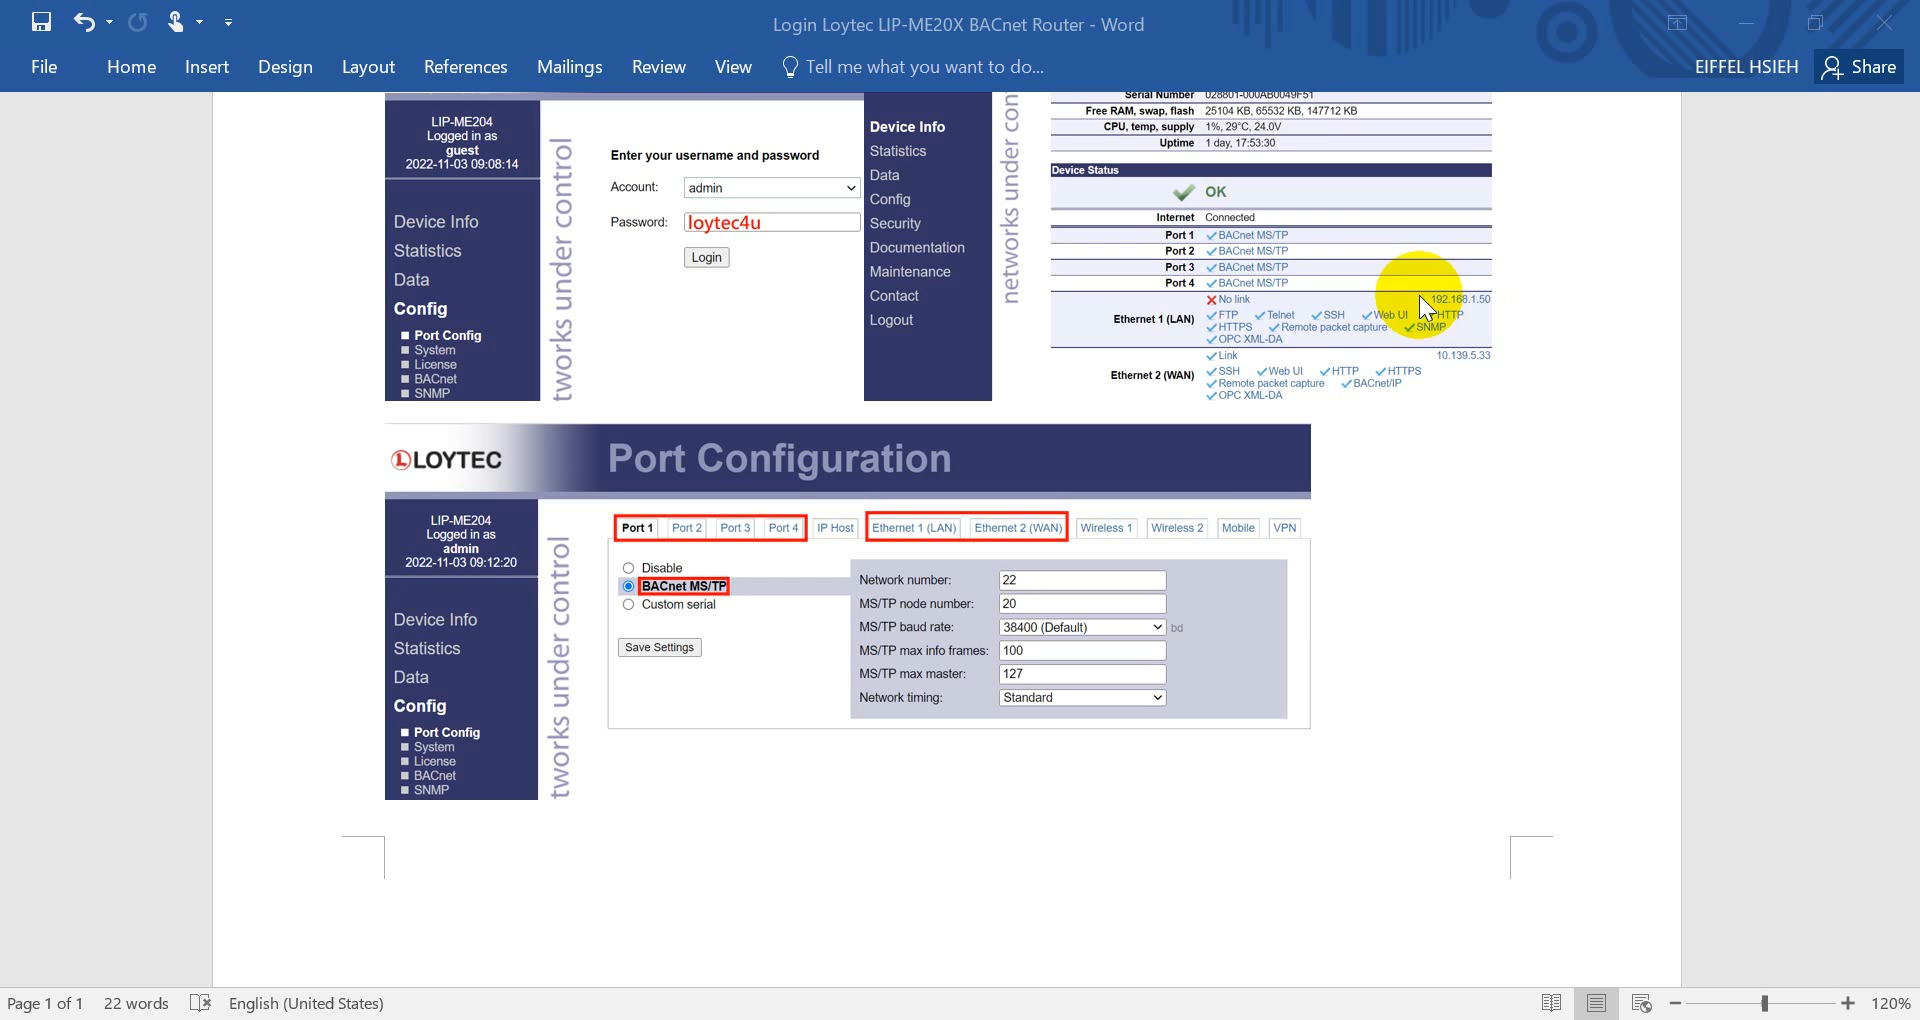 Login Loytec LIP-ME20X BACnet Router - Word
File Home Insert Design Layout References Mailings Review View Tell me what you want to do... EIFFEL HSIEH Share
LIP-ME204
Logged in as
guest
2022-11-03 09:08:14
Device Info
Statistics
Data
Config
Port Config
System
License
BACnet
SNMP
tworks under control
Enter your username and password
Account: admin
Password: loytec4u
Login
Device Info
Statistics
Data
Config
Security
Documentation
Maintenance
Contact
Logout
networks under con
Serial Number 028801-000AB0049F51
Free RAM, swap, flash 25104 KB, 65532 KB, 147712 KB
CPU, temp, supply 1%, 29°C, 24.0V
Uptime 1 day, 17:53:30
Device Status
OK
Internet Connected
Port 1 BACnet MS/TP
Port 2 BACnet MS/TP
Port 3 BACnet MS/TP
Port 4 BACnet MS/TP
Ethernet 1 (LAN)
No link 192.168.1.50
FTP Telnet SSH Web UI HTTP
HTTPS Remote packet capture SNMP
OPC XML-DA
Ethernet 2 (WAN)
Link 10.139.5.33
SSH Web UI HTTP HTTPS
Remote packet capture BACnet/IP
OPC XML-DA
LOYTEC
Port Configuration
LIP-ME204
Logged in as
admin
2022-11-03 09:12:20
Device Info
Statistics
Data
Config
Port Config
System
License
BACnet
SNMP
tworks under control
Port 1 Port 2 Port 3 Port 4 IP Host Ethernet 1 (LAN) Ethernet 2 (WAN) Wireless 1 Wireless 2 Mobile VPN
Disable
BACnet MS/TP
Custom serial
Save Settings
Network number: 22
MS/TP node number: 20
MS/TP baud rate: 38400 (Default) bd
MS/TP max info frames: 100
MS/TP max master: 127
Network timing: Standard
Page 1 of 1 22 words English (United States) 120%